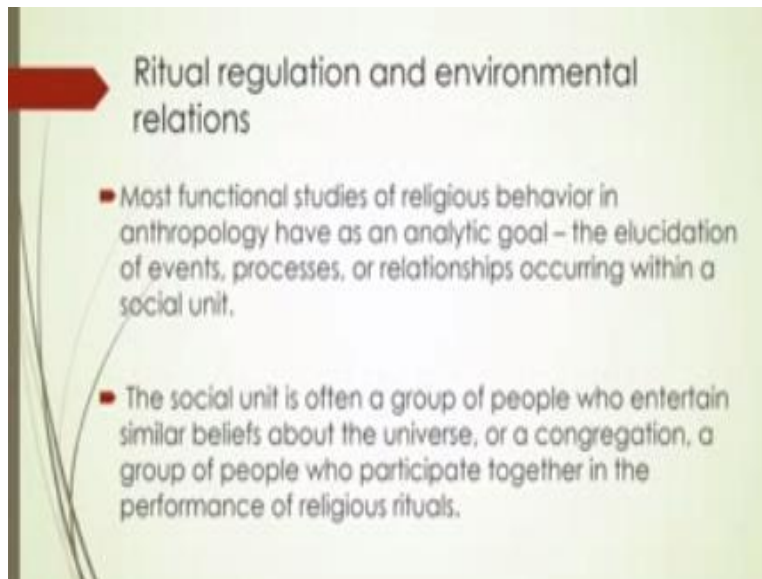 Ritual regulation and environmental
relations
Most functional studies of religious behavior in
anthropology have as an analytic goal – the elucidation
of events, processes, or relationships occurring within a
social unit.
The social unit is often a group of people who entertain
similar beliefs about the universe, or a congregation, a
group of people who participate together in the
performance of religious rituals.